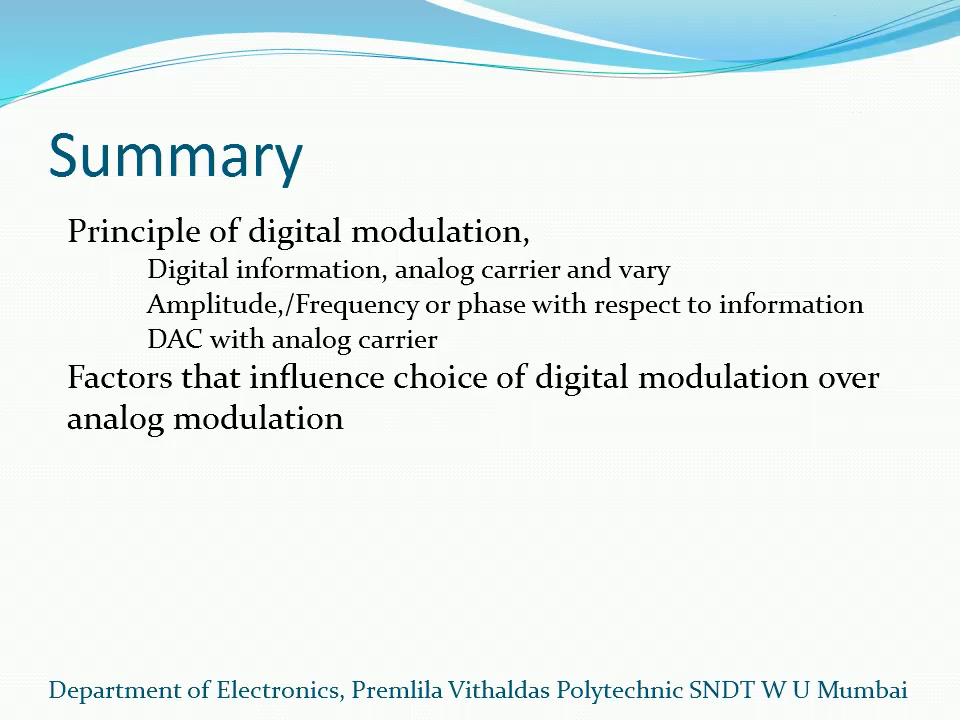 Summary
Principle of digital modulation,
Digital information, analog carrier and vary
Amplitude,/Frequency or phase with respect to information
DAC with analog carrier
Factors that influence choice of digital modulation over
analog modulation
Department of Electronics, Premlila Vithaldas Polytechnic SNDT W U Mumbai